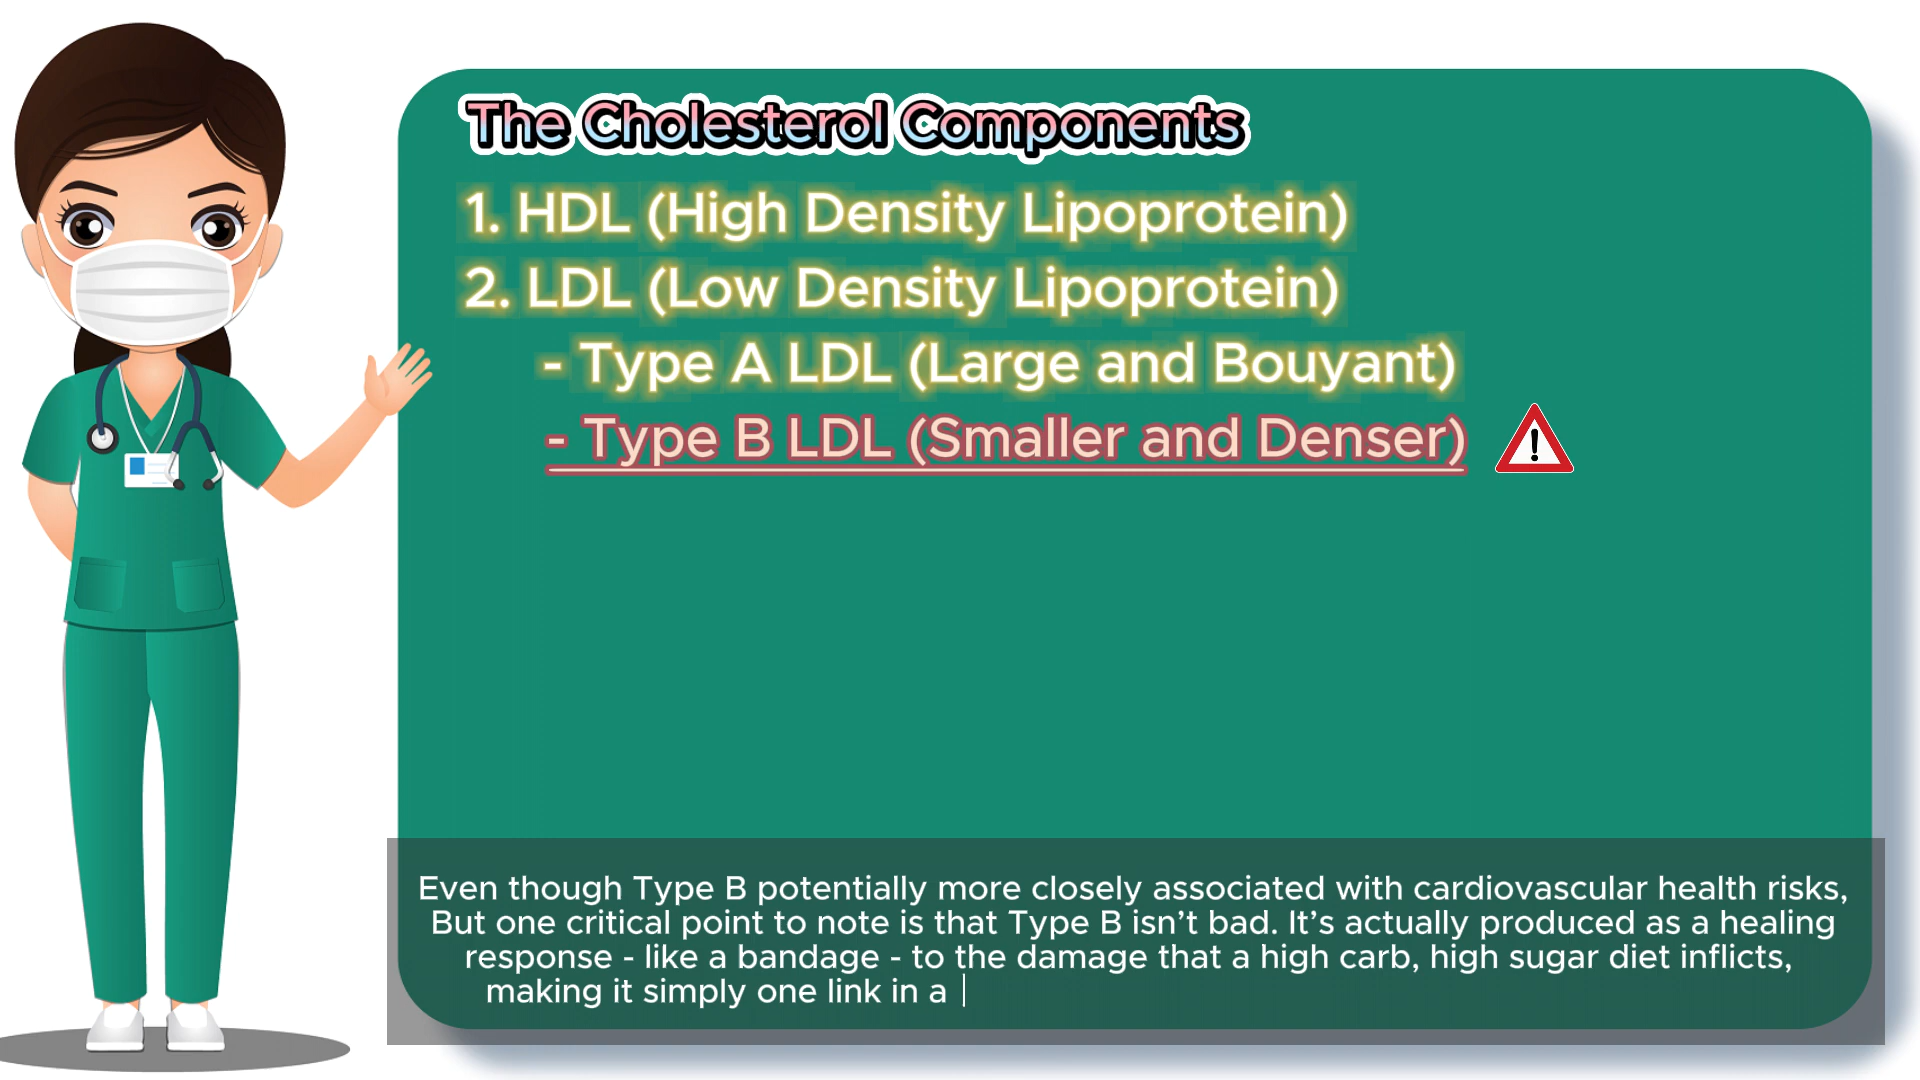 The Cholesterol Components
1. HDL (High Density Lipoprotein)
2. LDL (Low Density Lipoprotein)
- Type A LDL (Large and Bouyant)
- Type B LDL (Smaller and Denser)
Even though Type B potentially more closely associated with cardiovascular health risks,
But one critical point to note is that Type B isn't bad. It's actually produced as a healing
response - like a bandage - to the damage that a high carb, high sugar diet inflicts,
making it simply one link in a